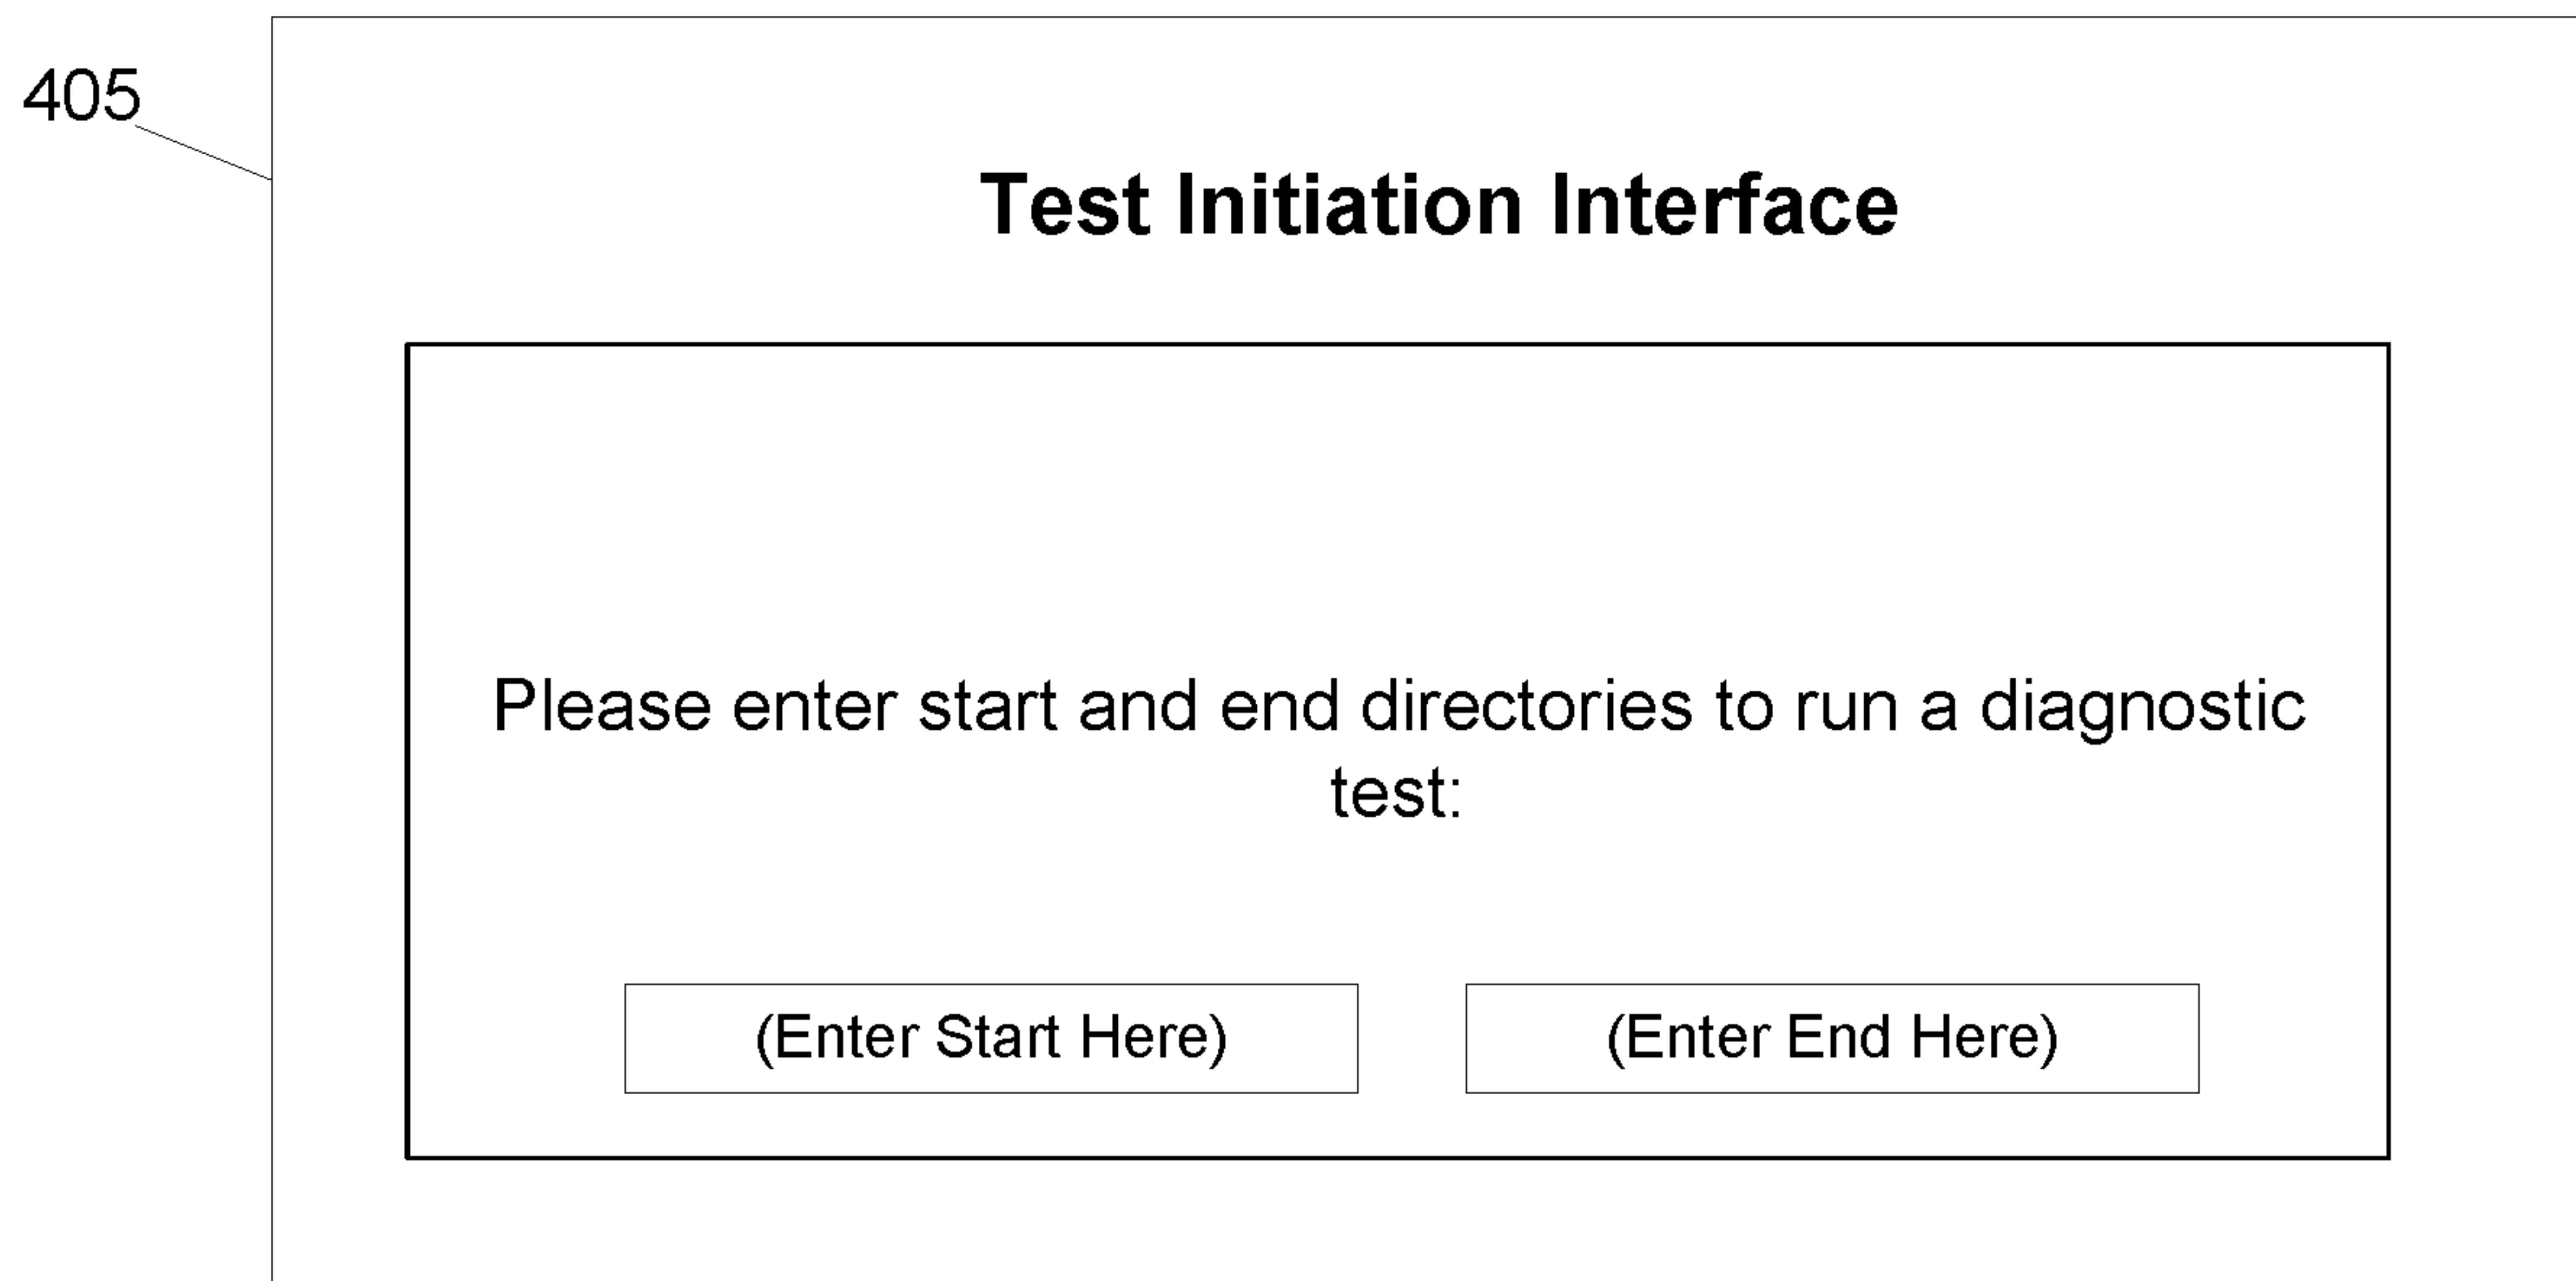 405
Test Initiation Interface
Please enter start and end directories to run a diagnostic
test:
(Enter Start Here)
(Enter End Here)